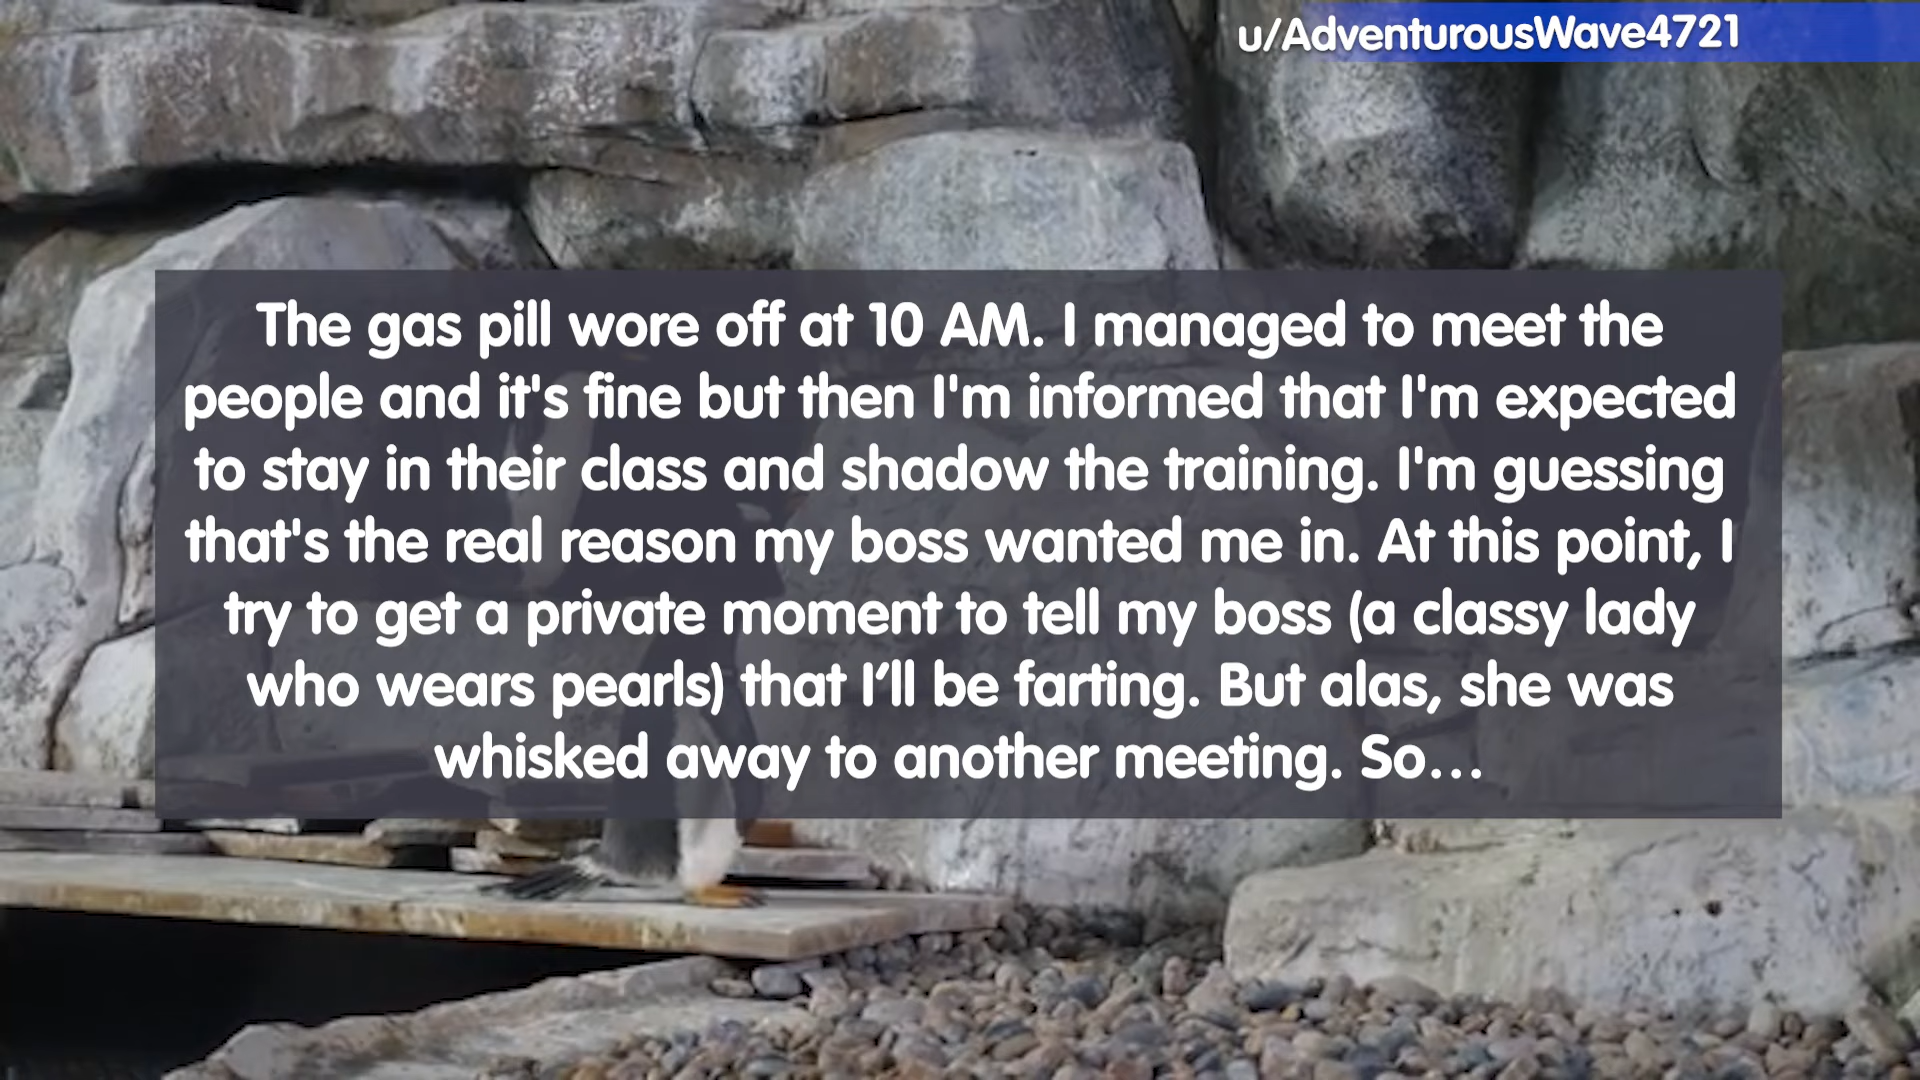 u/AdventurousWave4721
The gas pill wore off at 10 AM. I managed to meet the
people and it's fine but then I'm informed that I'm expected
to stay in their class and shadow the training. I'm guessing
that's the real reason my boss wanted me in. At this point, I
try to get a private moment to tell my boss (a classy lady
who wears pearls) that I’ll be farting. But alas, she was
whisked away to another meeting. So…